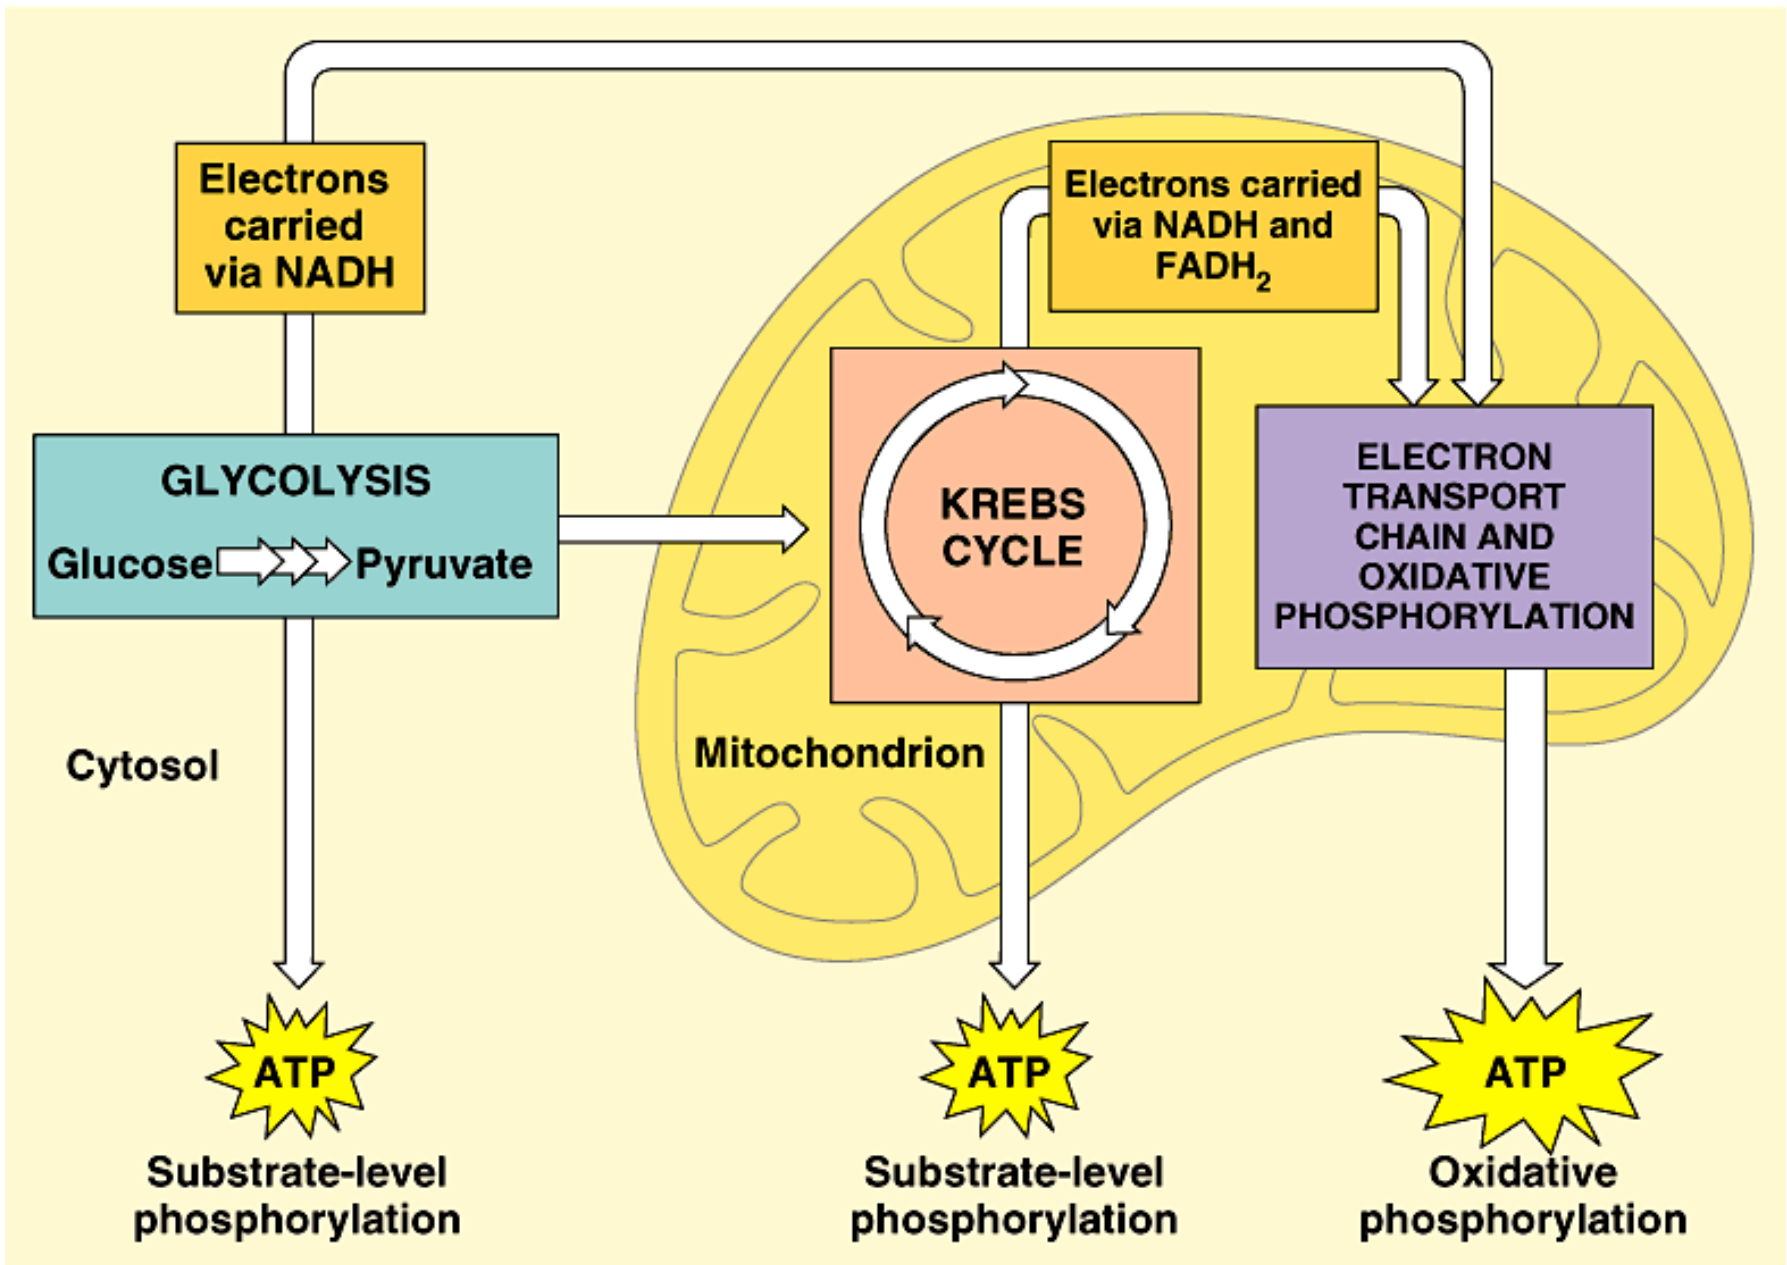 Electrons
carried
via NADH
Electrons carried
via NADH and
FADH₂
GLYCOLYSIS
Glucose Pyruvate
KREBS
CYCLE
ELECTRON
TRANSPORT
CHAIN AND
OXIDATIVE
PHOSPHORYLATION
Cytosol
Mitochondrion
ATP
ATP
ATP
Substrate-level
phosphorylation
Substrate-level
phosphorylation
Oxidative
phosphorylation